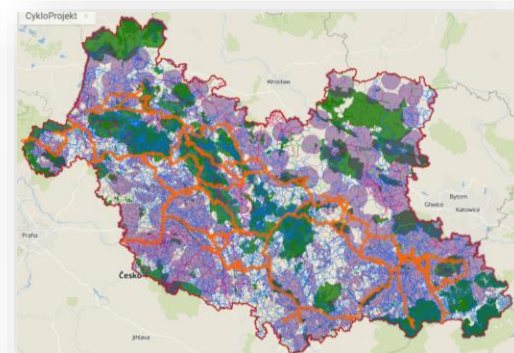 CykloProjekt ×
Wrocław
Bytom
Gliwice
Katowice
Praha
Česko
Jihlava